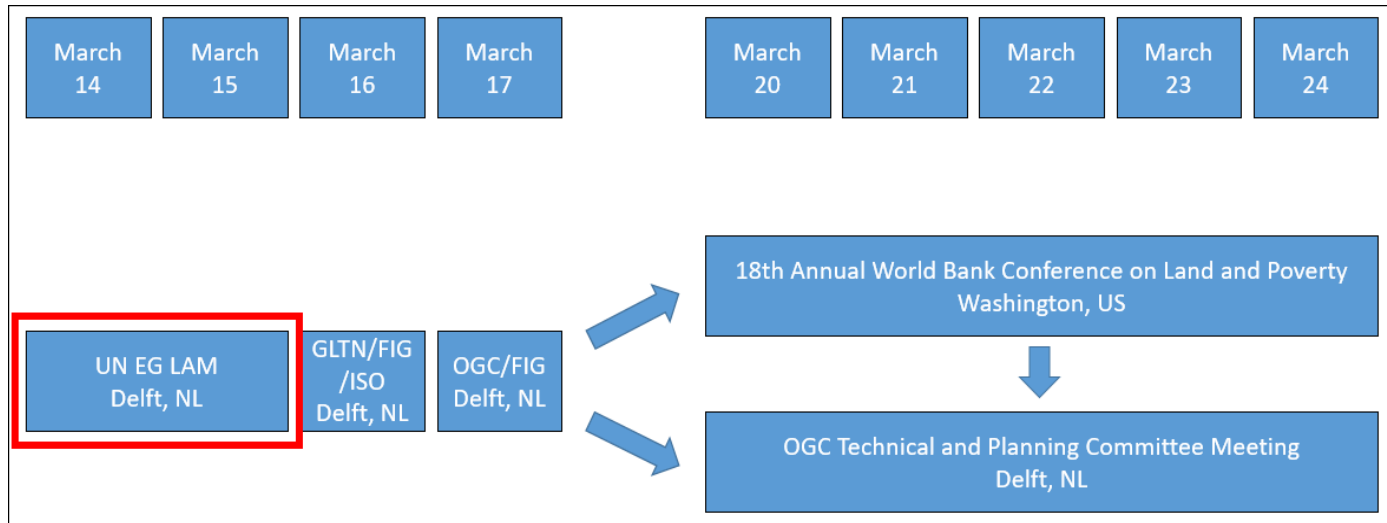 March
14
March
15
March
16
March
17
March
20
March
21
March
22
March
23
March
24
18th Annual World Bank Conference on Land and Poverty
Washington, US
UN EG LAM
Delft, NL
GLTN/FIG
/ISO
Delft, NL
OGC/FIG
Delft, NL
OGC Technical and Planning Committee Meeting
Delft, NL